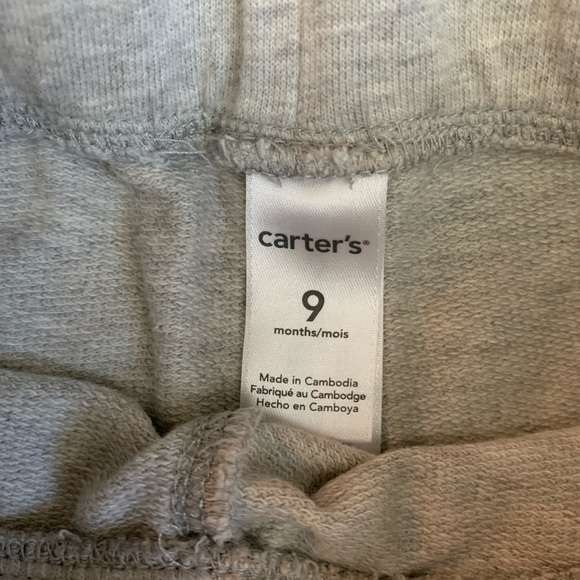 carter's®
9
months/mois
Made in Cambodia
Fabriqué au Cambodge
Hecho en Camboya